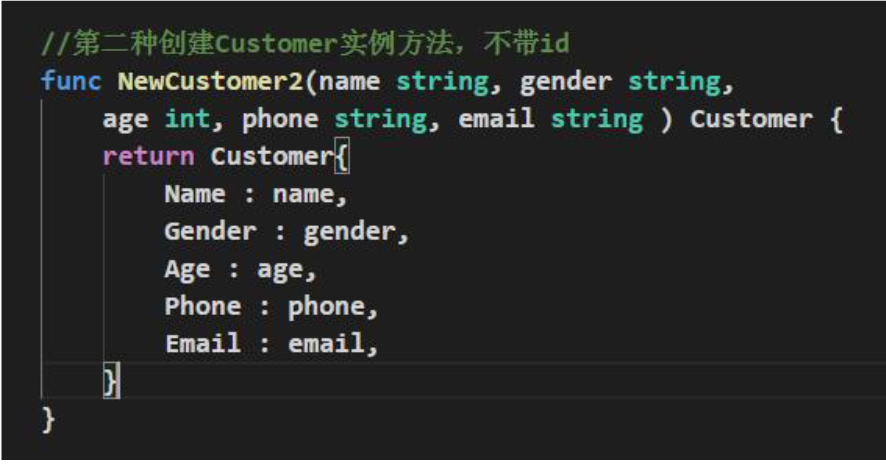 //第二种创建Customer实例方法，不带id
func NewCustomer2(name string, gender string,
    age int, phone string, email string ) Customer {
    return Customer{
        Name : name,
        Gender : gender,
        Age : age,
        Phone : phone,
        Email : email,
    }
}